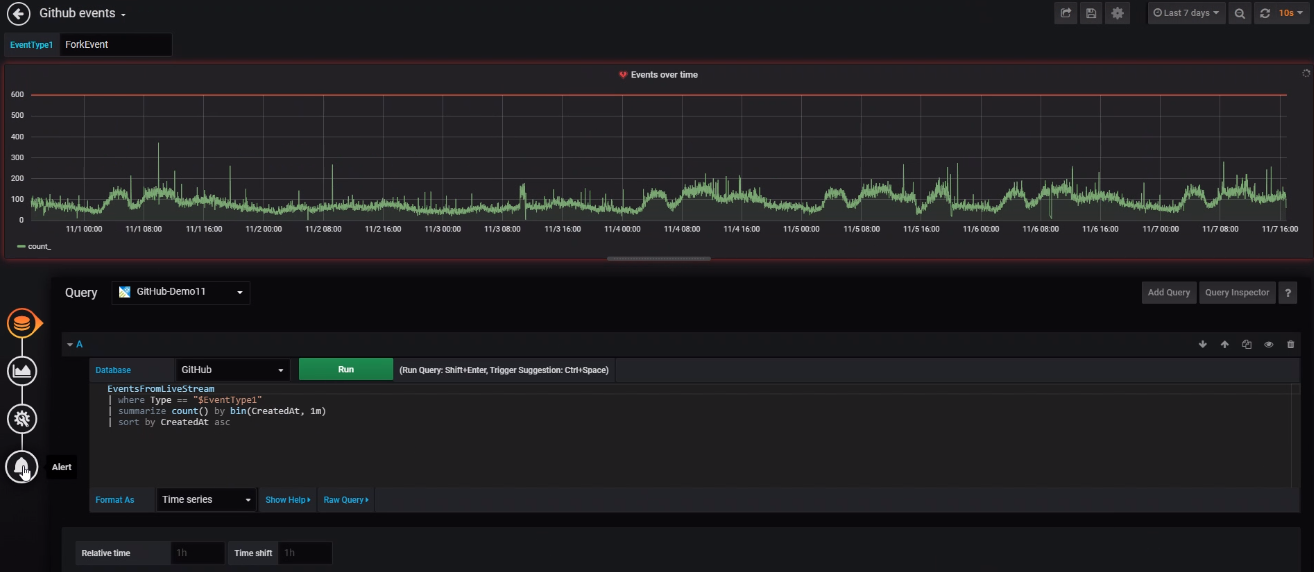 Github events
Last 7 days
10s
EventType1 ForkEvent
Events over time
600
500
400
300
200
100
0
11/1 00:00 11/1 08:00 11/1 16:00 11/2 00:00 11/2 08:00 11/2 16:00 11/3 00:00 11/3 08:00 11/3 16:00 11/4 00:00 11/4 08:00 11/4 16:00 11/5 00:00 11/5 08:00 11/5 16:00 11/6 00:00 11/6 08:00 11/6 16:00 11/7 00:00 11/7 08:00 11/7 16:00
count_
Query GitHub-Demo11 Add Query Query Inspector ?
A
Database GitHub Run (Run Query: Shift+Enter, Trigger Suggestion: Ctrl+Space)
EventsFromLiveStream
| where Type == "$EventType1"
| summarize count() by bin(CreatedAt, 1m)
| sort by CreatedAt asc
Alert
Format As Time series Show Help Raw Query
Relative time 1h Time shift 1h